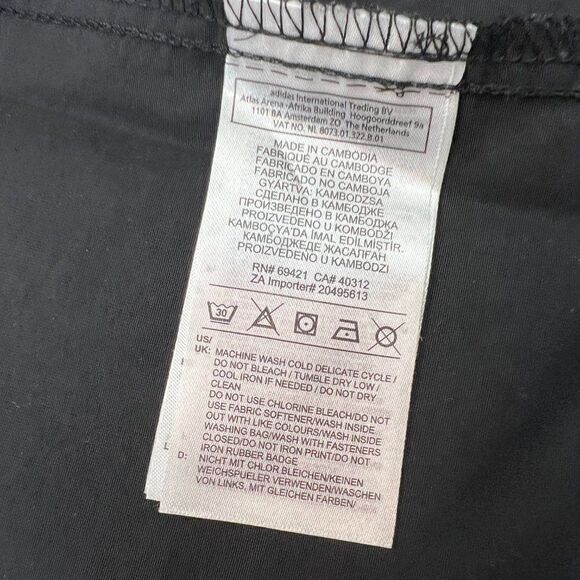 adidas International Trading BV
Atlas Arena-Afrika Building Hoogoorddreef 9a
1101 BA Amsterdam ZO The Netherlands
VAT NO. NL 8073.01.322.B.01
MADE IN CAMBODIA
FABRIQUÉ AU CAMBODGE
FABRICADO EN CAMBOYA
FABRICADO NO CAMBOJA
GYÁRTVA: KAMBODZSA
СДЕЛАНО В КАМБОДЖЕ
ПРОИЗВЕДЕНО В КАМБОДЖА
PROIZVEDENO U KOMBODŽI
KAMBOÇYA'DA İMAL EDİLMİŞTİR.
КАМБОДЖЕДЕ ЖАСАЛҒАН
PROIZVEDENO U KAMBODZI
RN# 69421 CA# 40312
ZA Importer# 20495613
30
US/
UK: MACHINE WASH COLD DELICATE CYCLE/
DO NOT BLEACH / TUMBLE DRY LOW /
COOL IRON IF NEEDED / DO NOT DRY
CLEAN
DO NOT USE CHLORINE BLEACH/DO NOT
USE FABRIC SOFTENER/WASH INSIDE
OUT WITH LIKE COLOURS/WASH INSIDE
WASHING BAG/WASH WITH FASTENERS
CLOSED/DO NOT IRON PRINT/DO NOT
IRON RUBBER BADGE
D: NICHT MIT CHLOR BLEICHEN/KEINEN
WEICHSPUELER VERWENDEN/WASCHEN
VON LINKS, MIT GLEICHEN FARBEN/